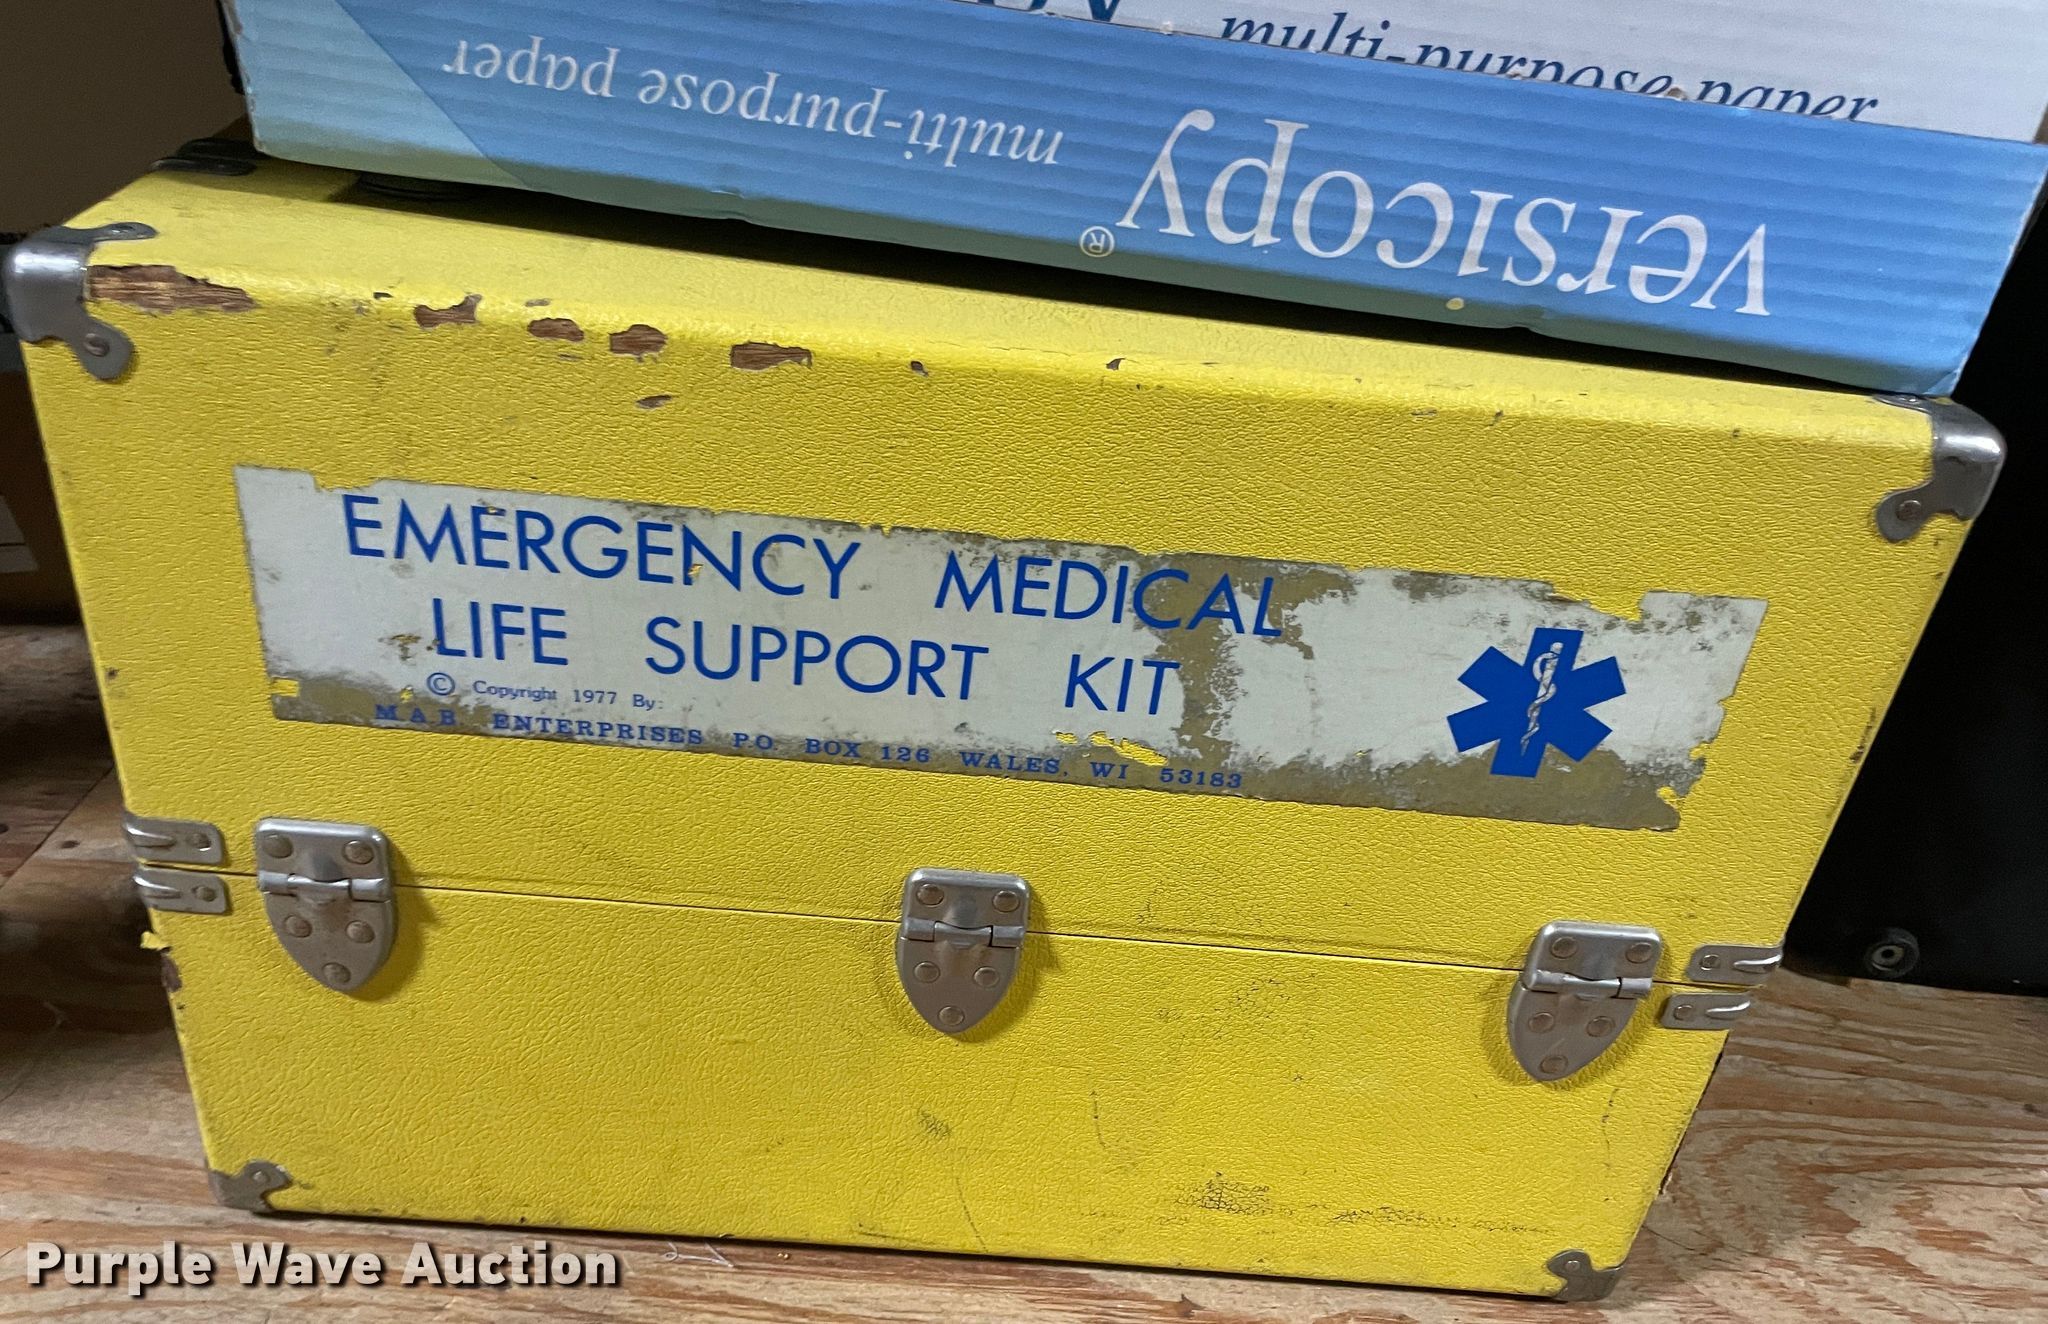 multi-purpose paper
versicopy®
multi-purpose paper
EMERGENCY MEDICAL
LIFE SUPPORT KIT
© Copyright 1977 By:
M.A.B. ENTERPRISES P.O. BOX 126 WALES, WI 53183
Purple Wave Auction